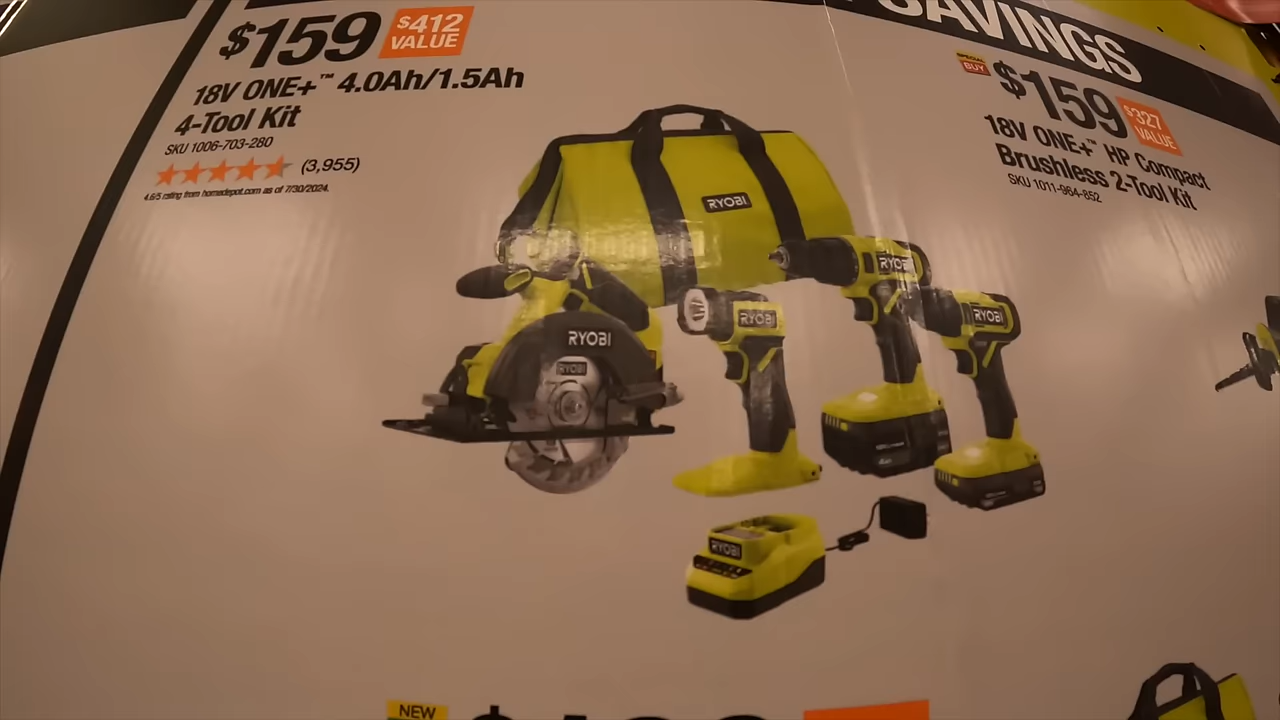 $159 $412 VALUE
18V ONE+™ 4.0Ah/1.5Ah
4-Tool Kit
SKU 1006-703-280
(3,955)
4.6/5 rating from homedepot.com as of 7/30/2024.
SAVINGS
SPECIAL BUY
$159 $327 VALUE
18V ONE+™ HP Compact
Brushless 2-Tool Kit
SKU 1011-964-852
RYOBI
RYOBI
RYOBI
RYOBI
RYOBI
RYOBI
RYOBI
NEW